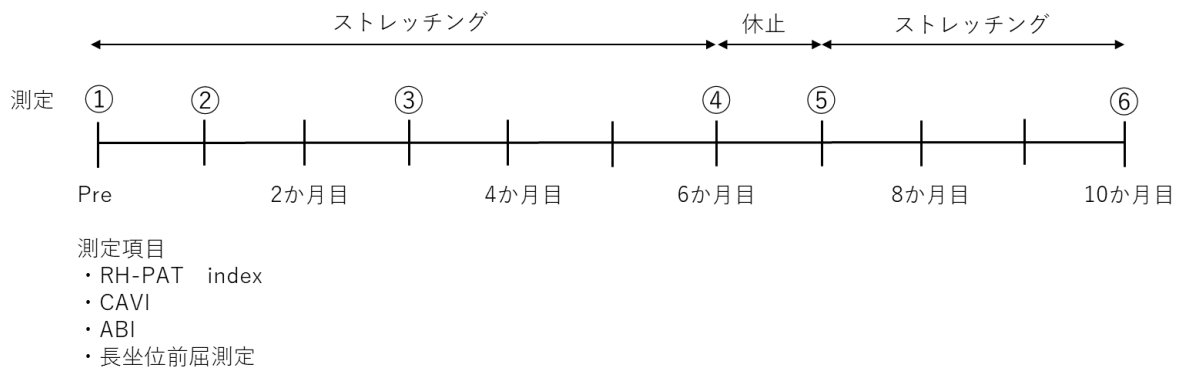 ストレッチング 休止 ストレッチング
測定 ① ② ③ ④ ⑤ ⑥
Pre 2か月目 4か月目 6か月目 8か月目 10か月目
測定項目
・RH-PAT　index
・CAVI
・ABI
・長坐位前屈測定